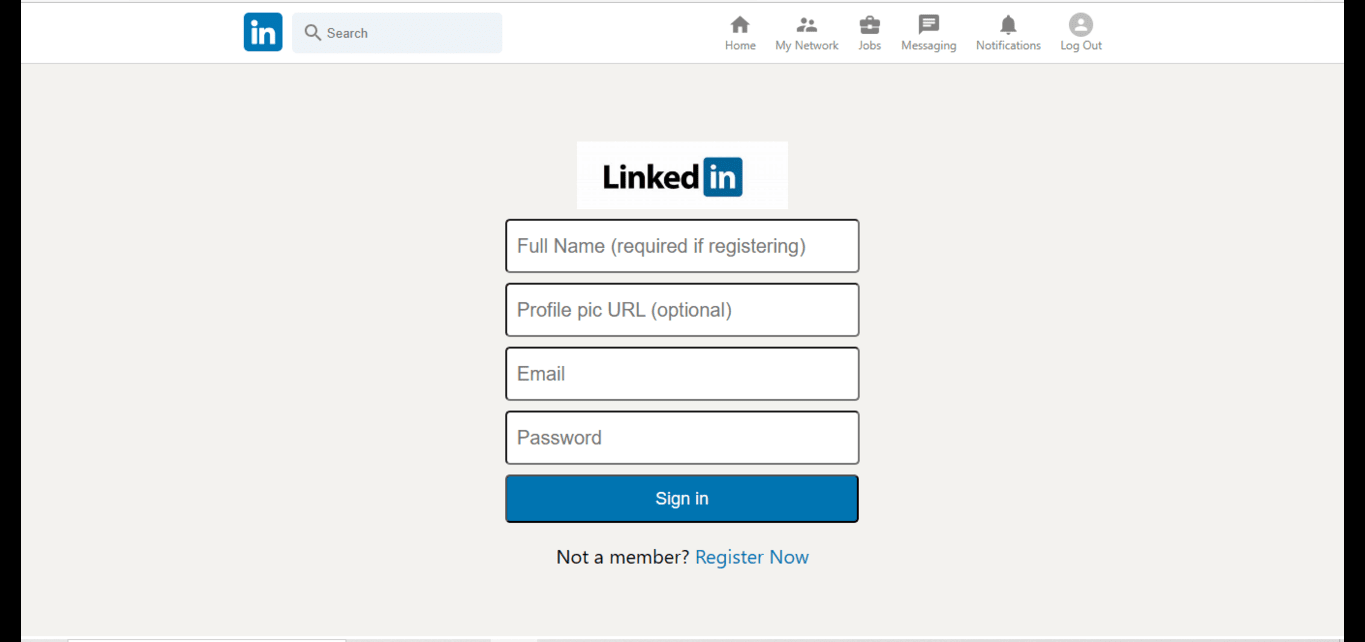 in Search
Home My Network Jobs Messaging Notifications Log Out
Linked in
Full Name (required if registering)
Profile pic URL (optional)
Email
Password
Sign in
Not a member? Register Now